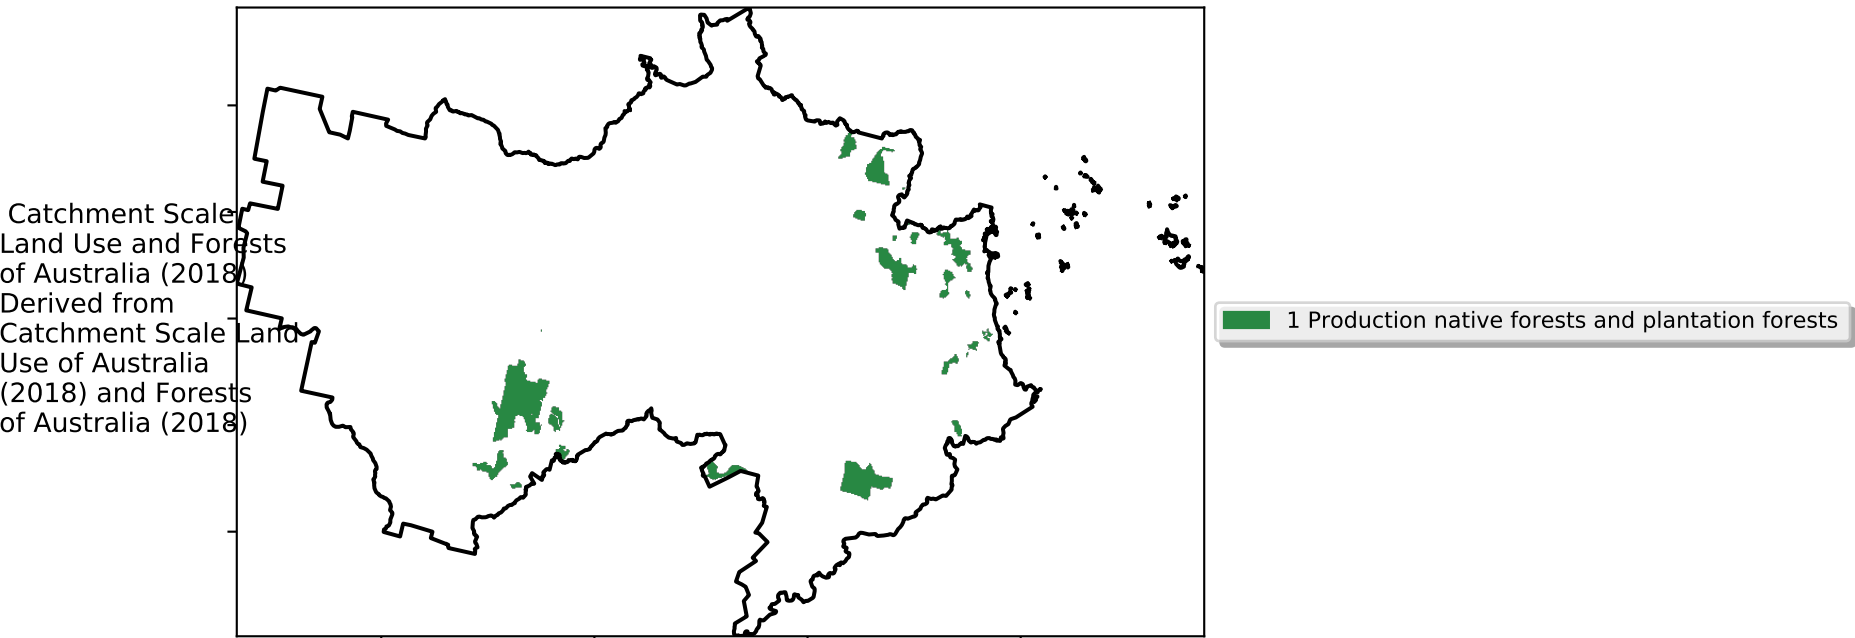 Catchment Scale
Land Use and Forests
of Australia (2018)
Derived from
Catchment Scale Land
Use of Australia
(2018) and Forests
of Australia (2018)
1 Production native forests and plantation forests